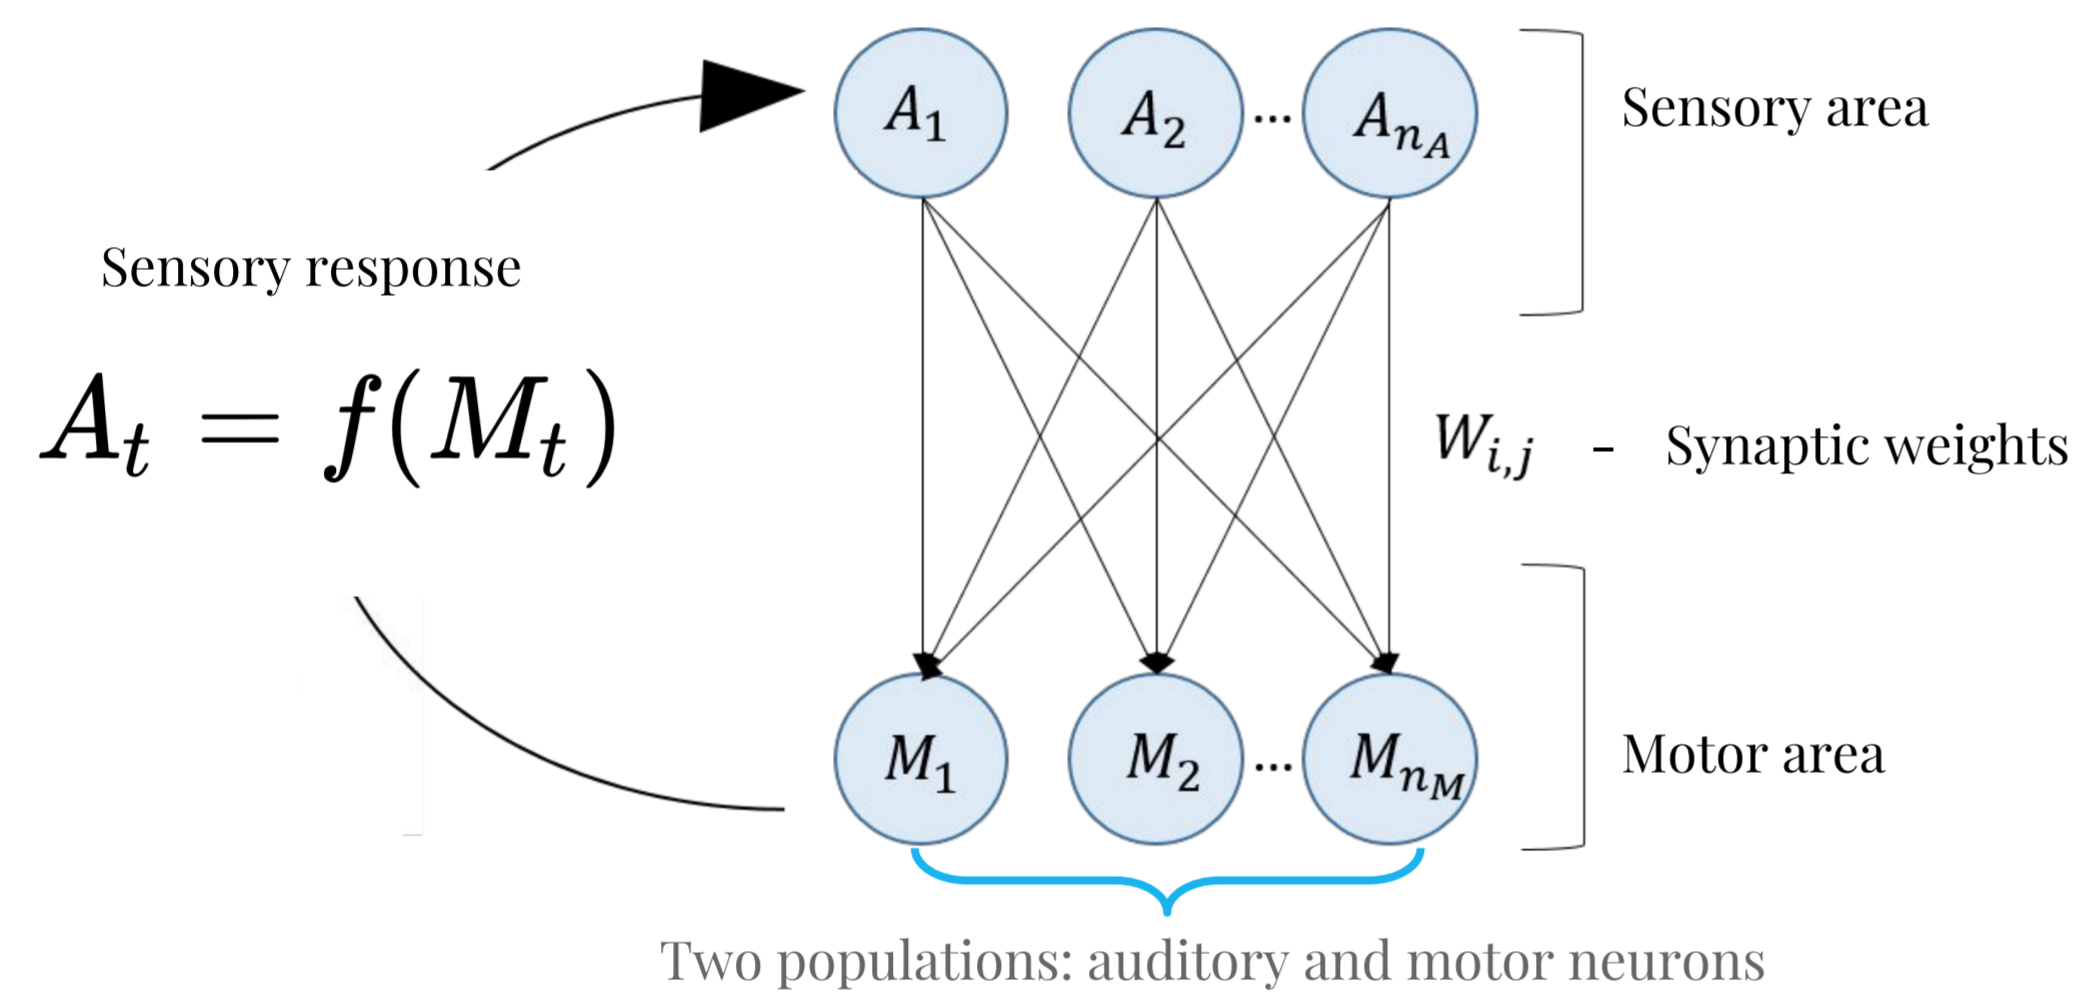 A₁ A₂ ... A_{n_A}
Sensory area
Sensory response
A_t = f(M_t)
W_{i,j} - Synaptic weights
M₁ M₂ ... M_{n_M}
Motor area
Two populations: auditory and motor neurons